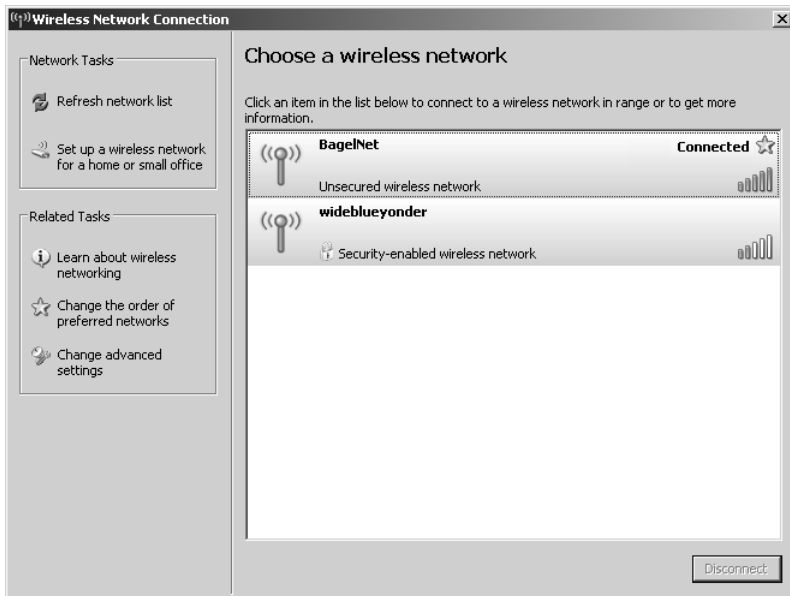 Wireless Network Connection
Network Tasks
Refresh network list
Set up a wireless network
for a home or small office
Related Tasks
Learn about wireless
networking
Change the order of
preferred networks
Change advanced
settings
Choose a wireless network
Click an item in the list below to connect to a wireless network in range or to get more
information.
BagelNet Connected
Unsecured wireless network
wideblueyonder
Security-enabled wireless network
Disconnect